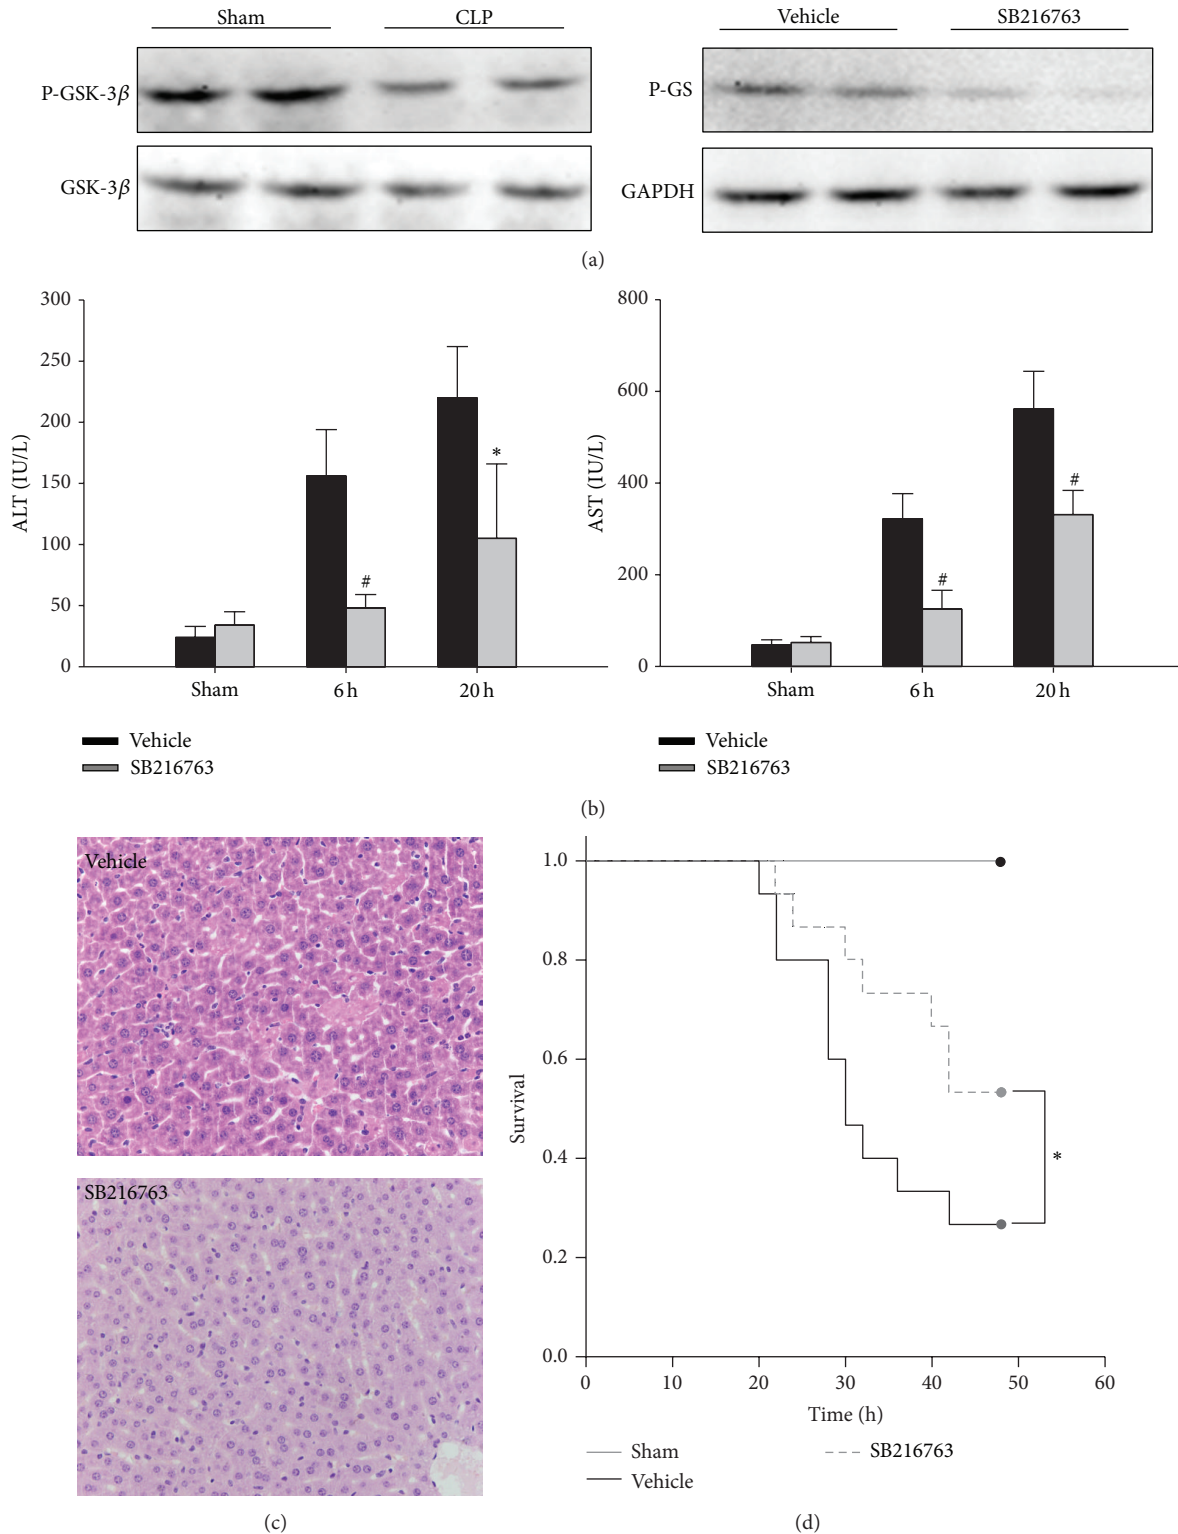 Sham CLP
P-GSK-3β
GSK-3β
Vehicle SB216763
P-GS
GAPDH
(a)
300
250
200
150
100
50
0
ALT (IU/L)
#
*
Sham 6 h 20 h
Vehicle
SB216763
800
600
400
200
0
AST (IU/L)
#
#
Sham 6 h 20 h
Vehicle
SB216763
(b)
Vehicle
SB216763
(c)
1.0
0.8
0.6
0.4
0.2
0.0
Survival
*
0 10 20 30 40 50 60
Time (h)
Sham SB216763
Vehicle
(d)